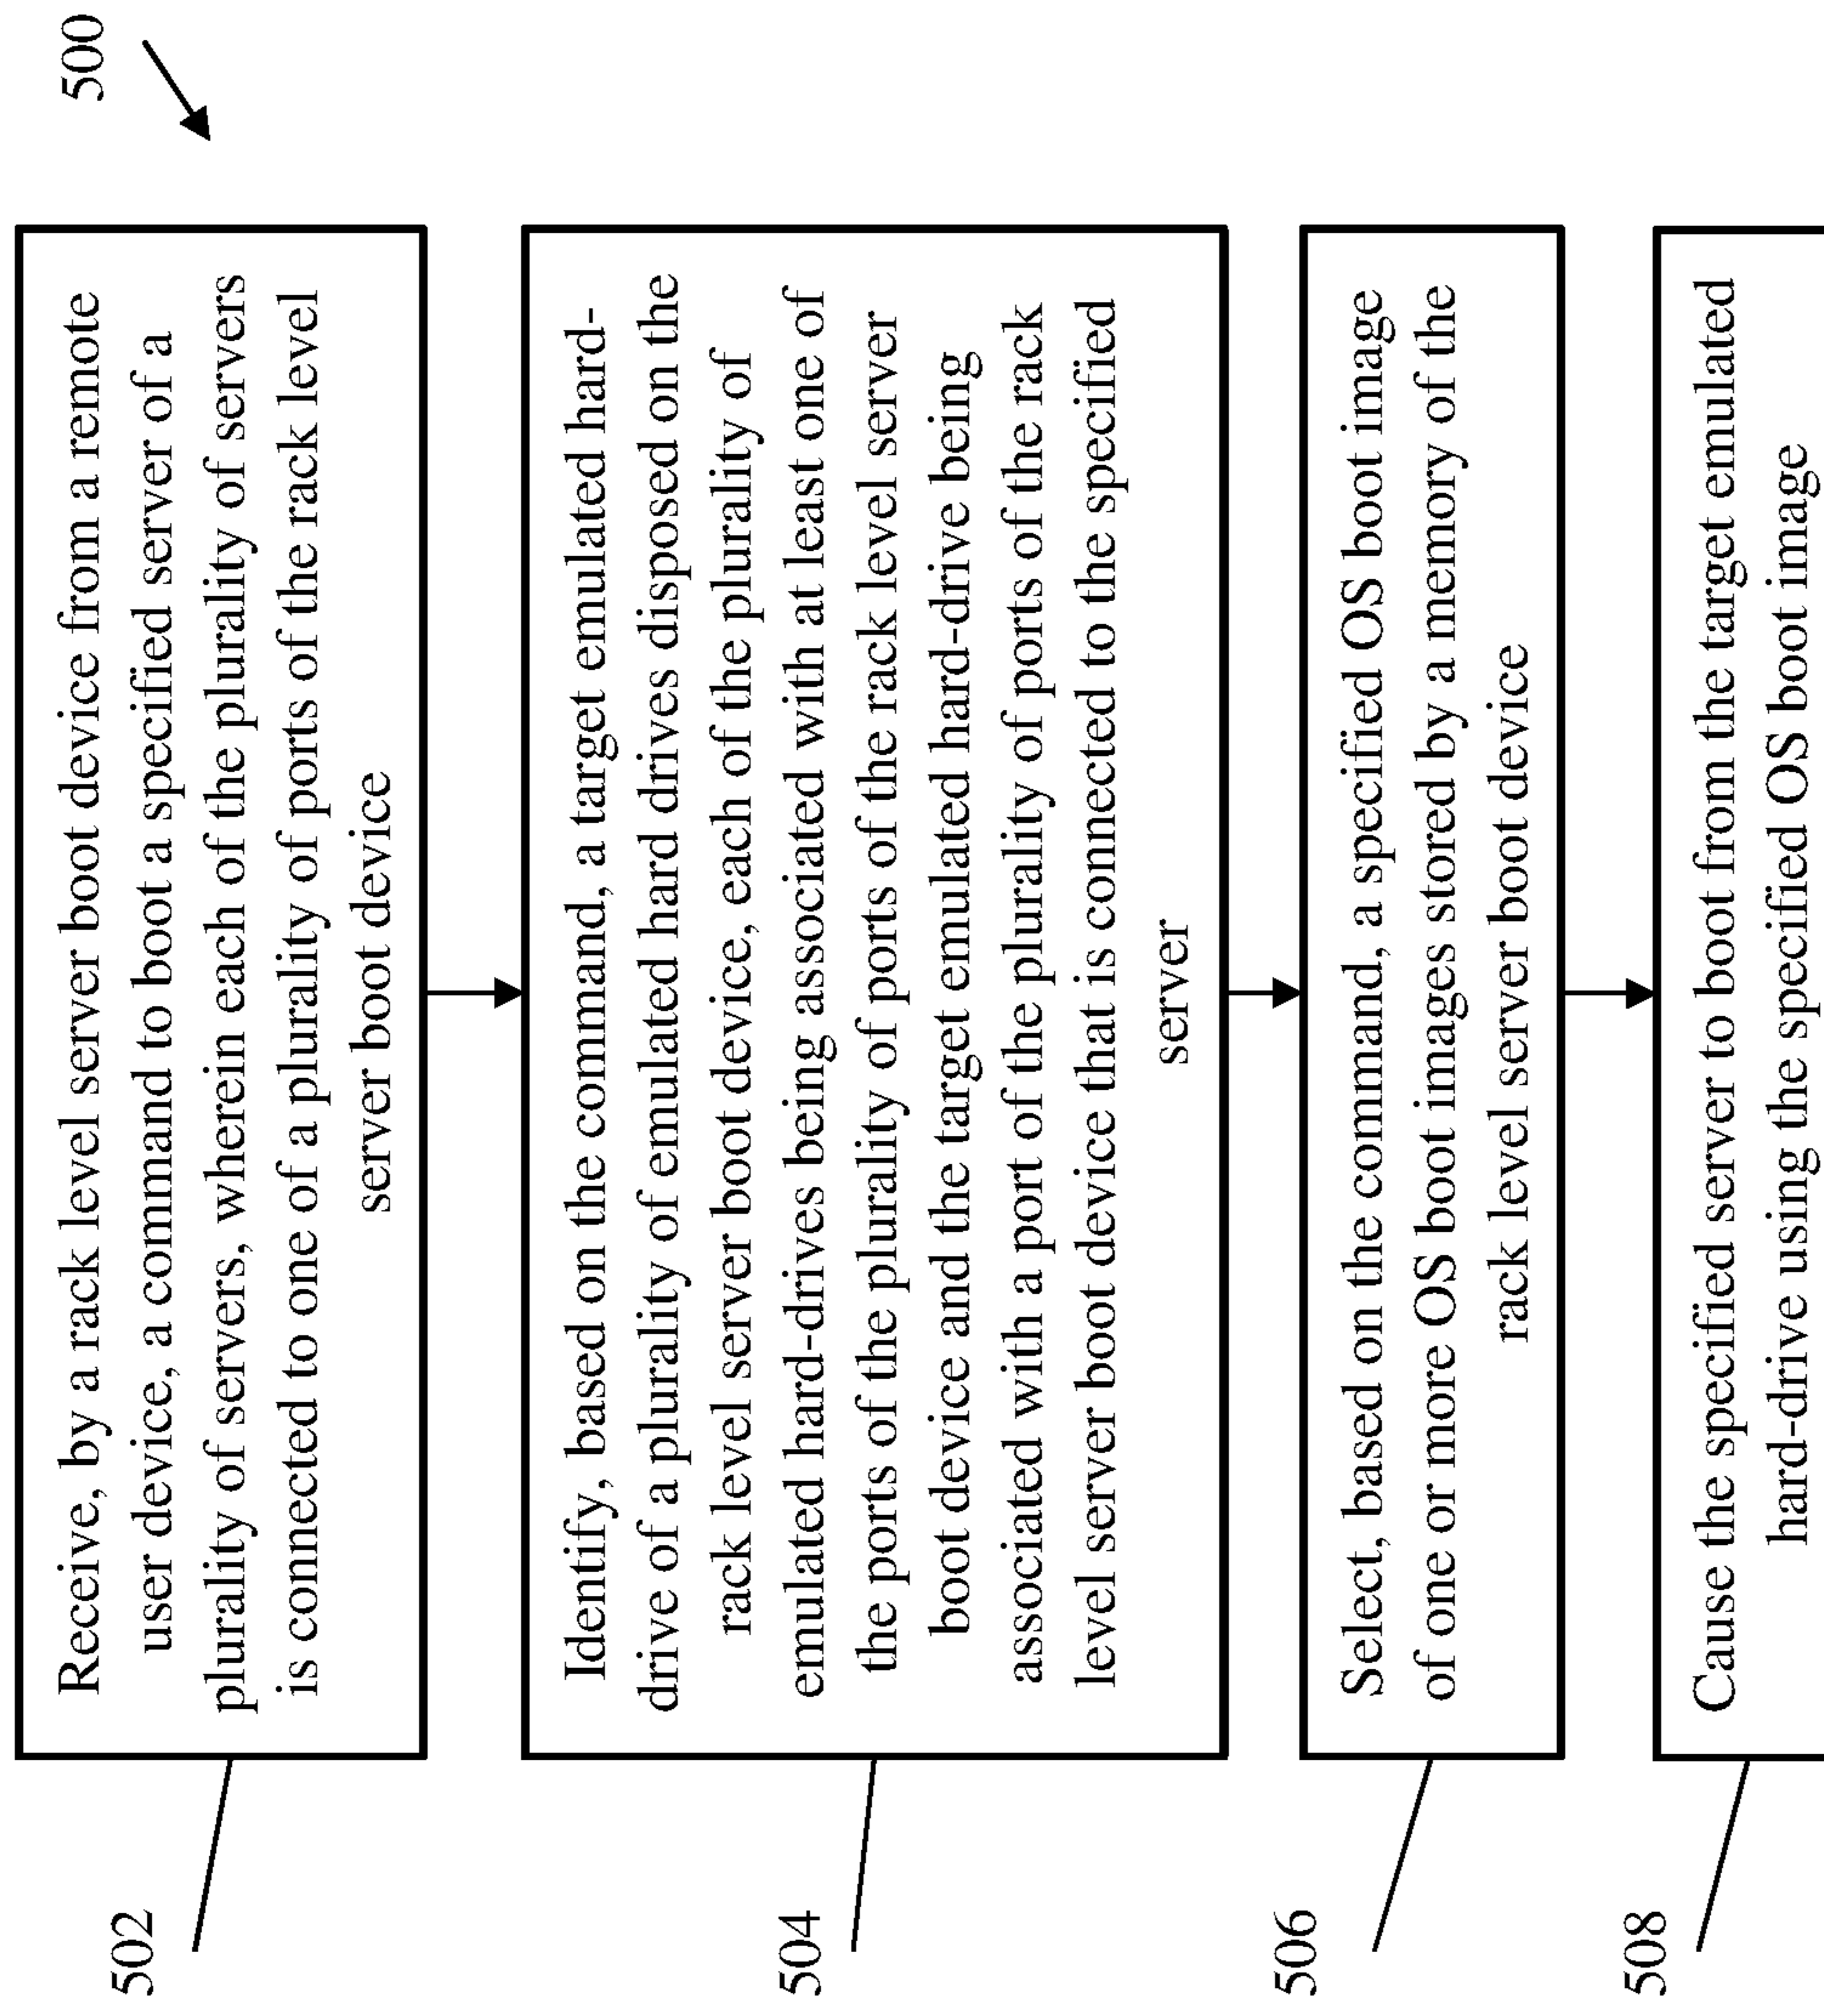 500
502
Receive, by a rack level server boot device from a remote
user device, a command to boot a specified server of a
plurality of servers, wherein each of the plurality of servers
is connected to one of a plurality of ports of the rack level
server boot device
504
Identify, based on the command, a target emulated hard-
drive of a plurality of emulated hard drives disposed on the
rack level server boot device, each of the plurality of
emulated hard-drives being associated with at least one of
the ports of the plurality of ports of the rack level server
boot device and the target emulated hard-drive being
associated with a port of the plurality of ports of the rack
level server boot device that is connected to the specified
server
506
Select, based on the command, a specified OS boot image
of one or more OS boot images stored by a memory of the
rack level server boot device
508
Cause the specified server to boot from the target emulated
hard-drive using the specified OS boot image